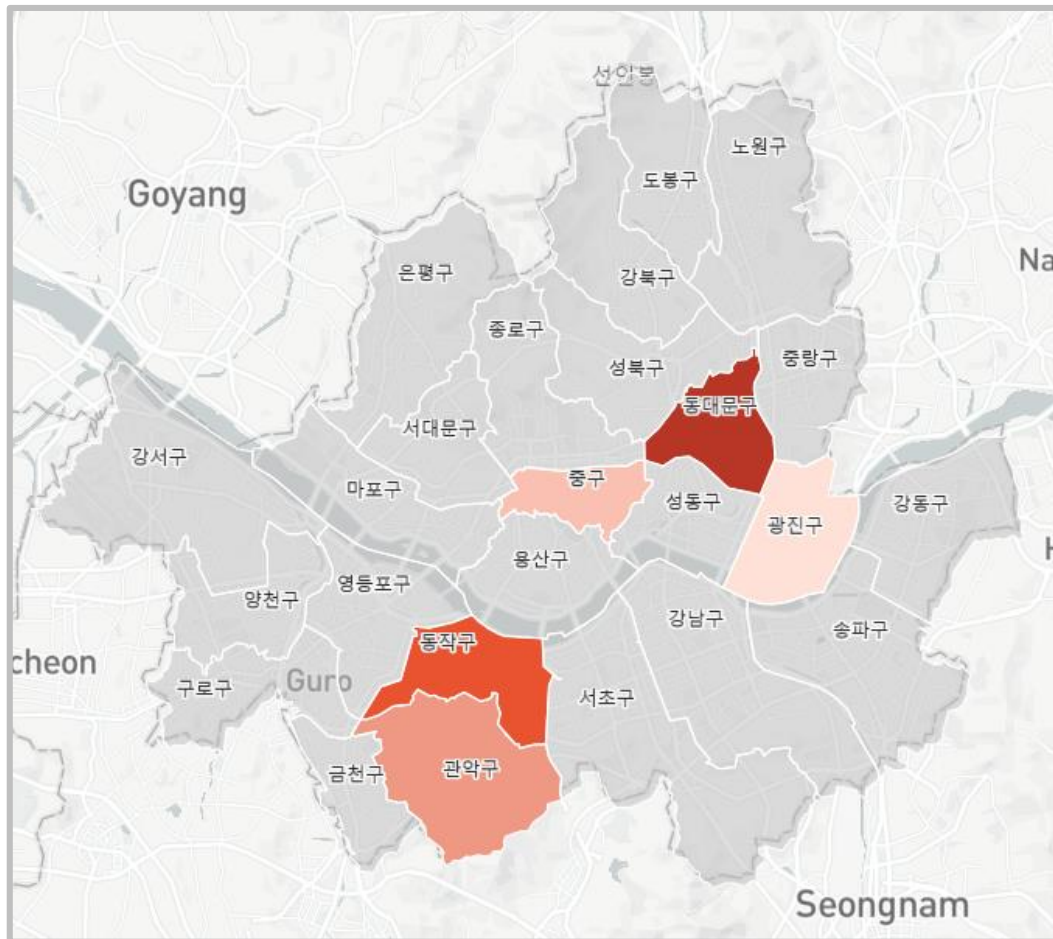 선인봉
노원구
도봉구
Goyang
Na
은평구
강북구
종로구
성북구
중랑구
동대문구
서대문구
강서구
마포구
중구
성동구
강동구
광진구
H
용산구
영등포구
양천구
강남구
송파구
동작구
cheon
구로구
Guro
서초구
금천구
관악구
Seongnam